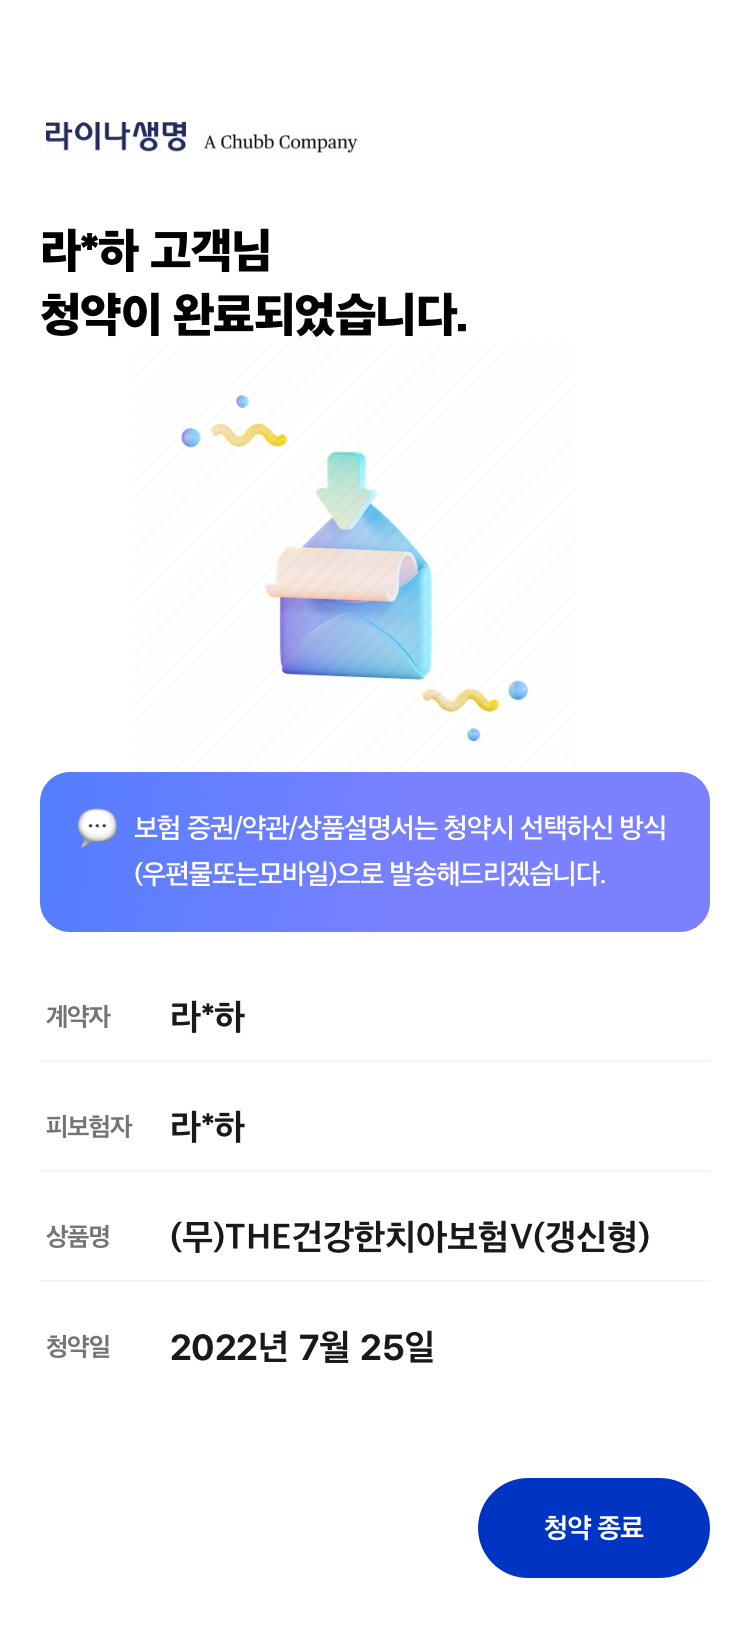 라이나생명 A Chubb Company
라*하 고객님
청약이 완료되었습니다.
보험 증권/약관/상품설명서는 청약시 선택하신 방식
(우편물또는모바일)으로 발송해드리겠습니다.
계약자 라*하
피보험자 라*하
상품명 (무)THE건강한치아보험V(갱신형)
청약일 2022년 7월 25일
청약 종료